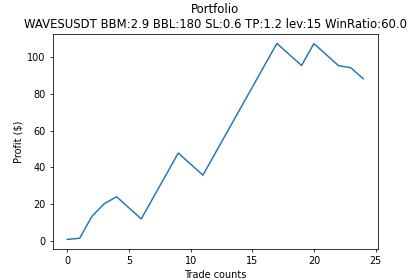 Portfolio
WAVESUSDT BBM:2.9 BBL:180 SL:0.6 TP:1.2 lev:15 WinRatio:60.0
Profit ($)
100
80
60
40
20
0
0 5 10 15 20 25
Trade counts